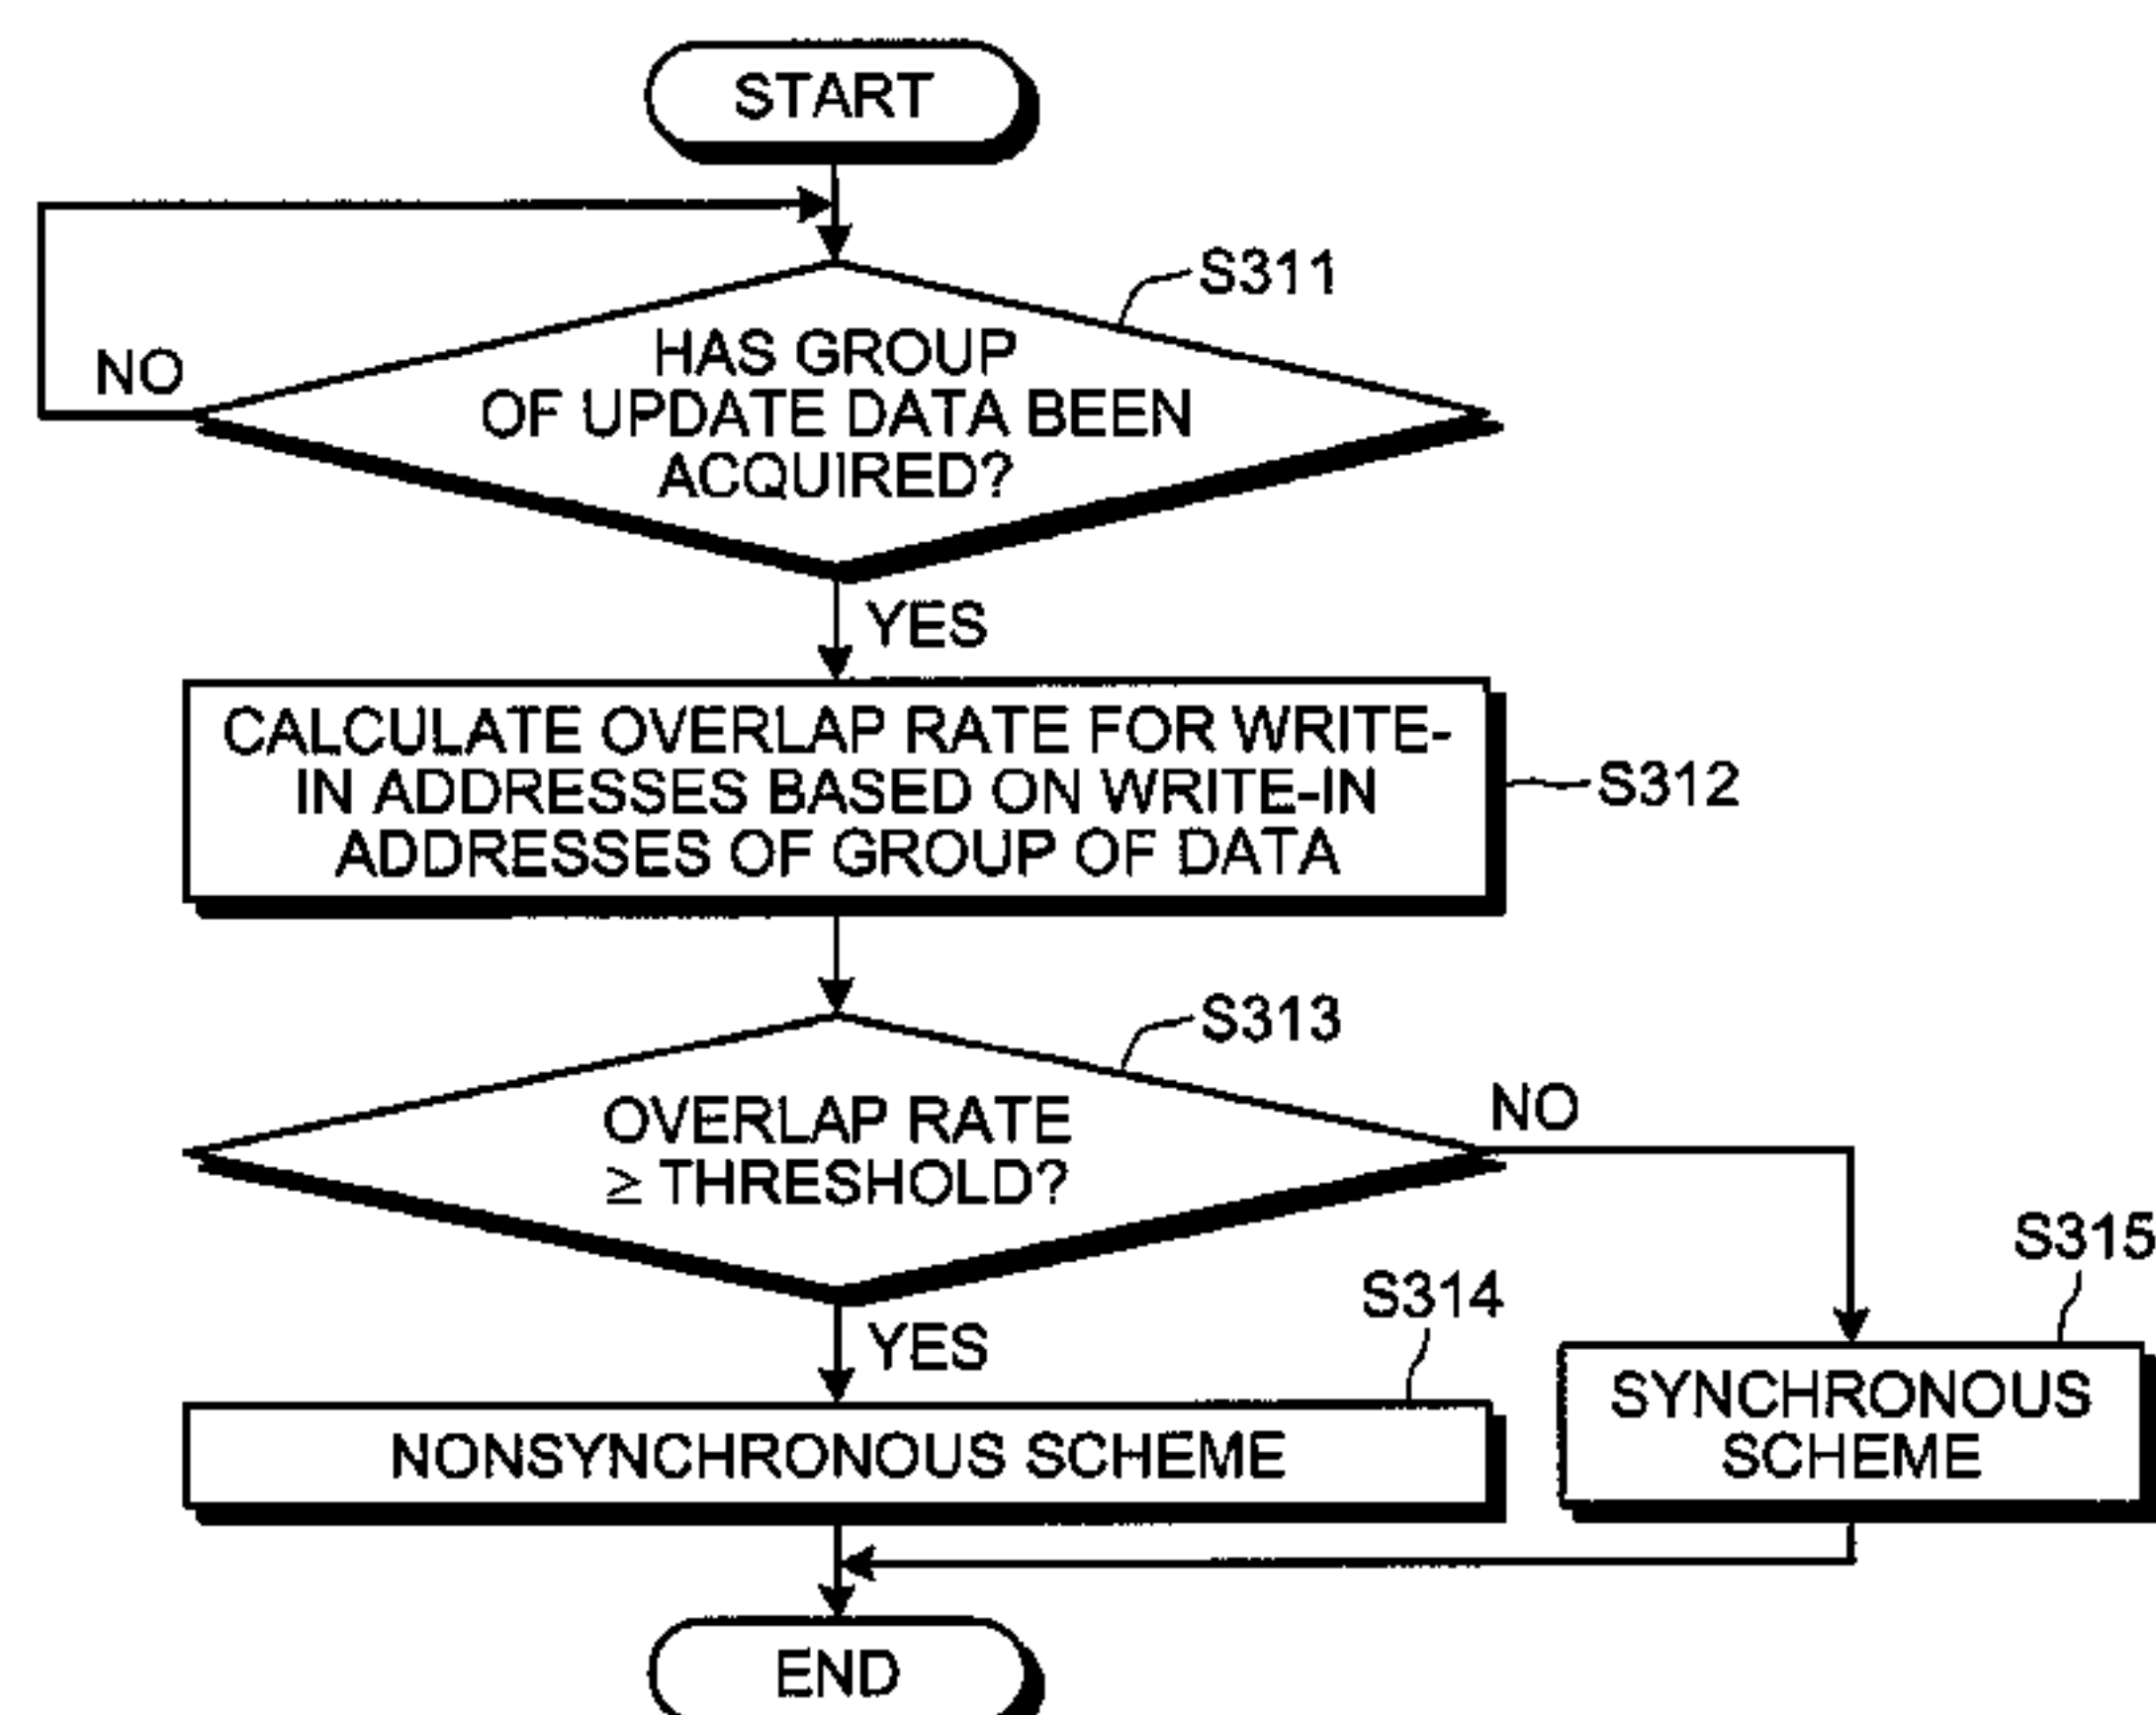 START
S311
HAS GROUP
OF UPDATE DATA BEEN
ACQUIRED?
NO
YES
CALCULATE OVERLAP RATE FOR WRITE-
IN ADDRESSES BASED ON WRITE-IN
ADDRESSES OF GROUP OF DATA
S312
S313
OVERLAP RATE
≥ THRESHOLD?
NO
YES
S314
S315
NONSYNCHRONOUS SCHEME
SYNCHRONOUS
SCHEME
END